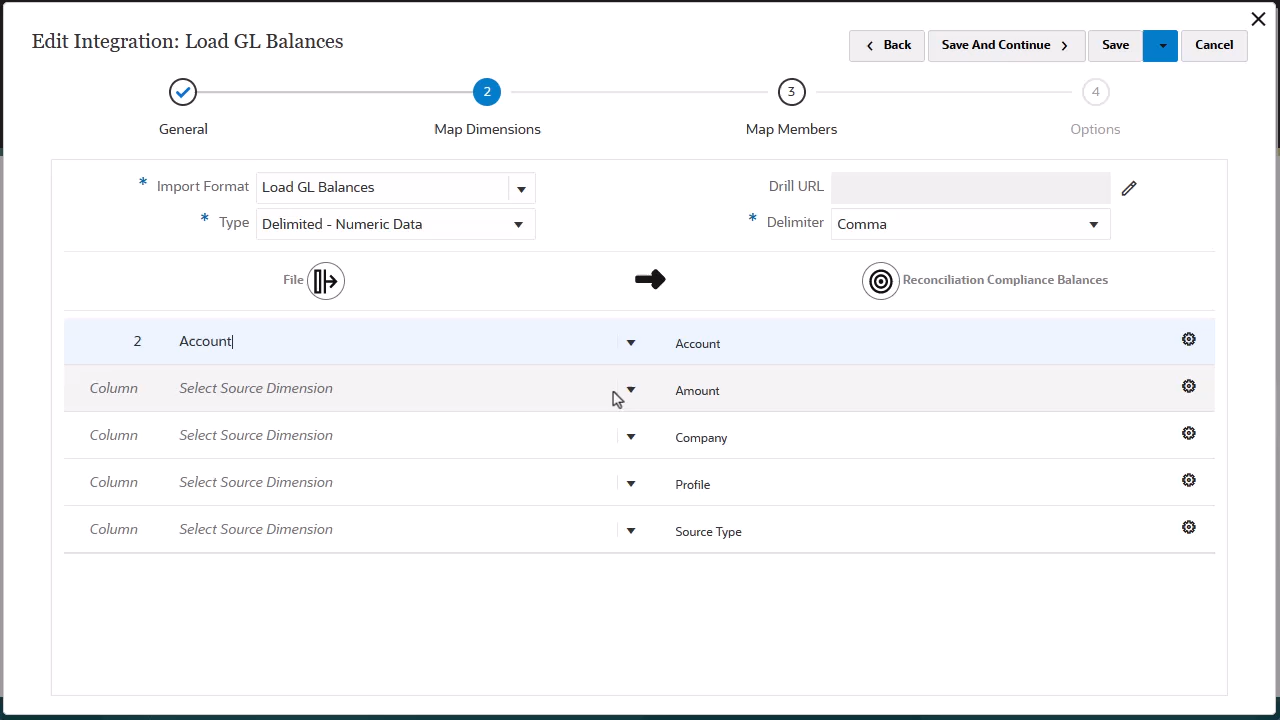 Edit Integration: Load GL Balances
Back
Save And Continue
Save
Cancel
2
3
4
General
Map Dimensions
Map Members
Options
* Import Format
Load GL Balances
Drill URL
* Type
Delimited - Numeric Data
* Delimiter
Comma
File
Reconciliation Compliance Balances
2
Account
Account
Column
Select Source Dimension
Amount
Column
Select Source Dimension
Company
Column
Select Source Dimension
Profile
Column
Select Source Dimension
Source Type